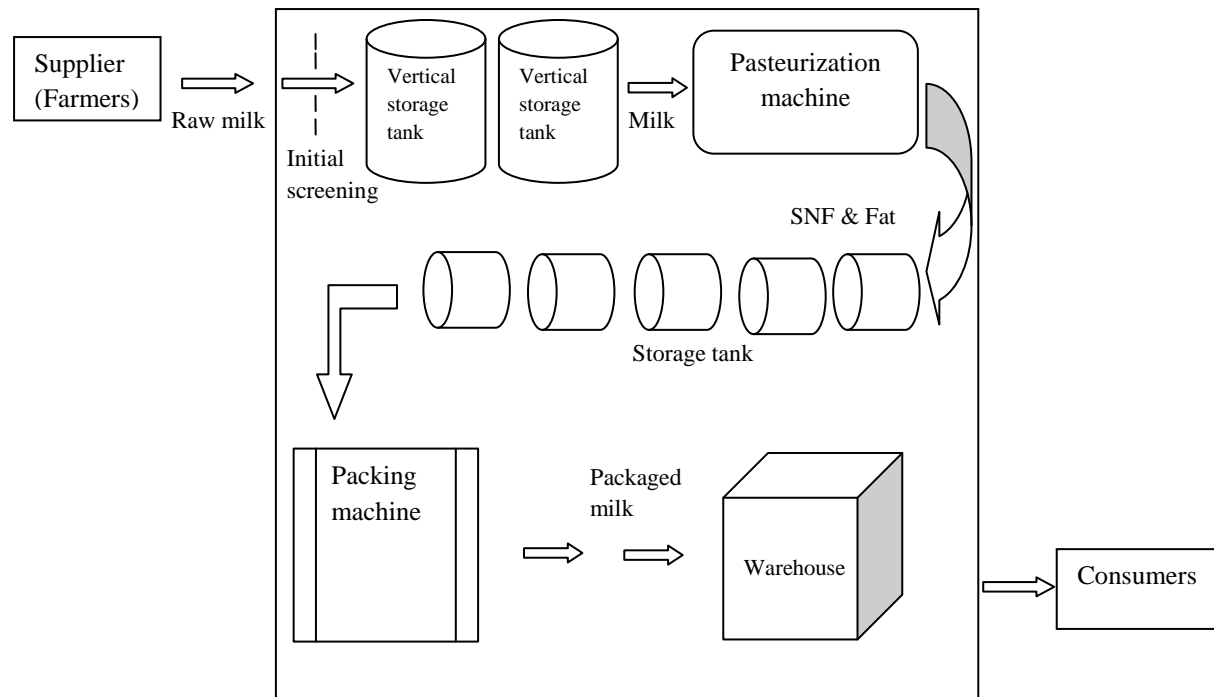 Supplier
(Farmers)
Raw milk
Initial
screening
Vertical
storage
tank
Vertical
storage
tank
Milk
Pasteurization
machine
SNF & Fat
Storage tank
Packing
machine
Packaged
milk
Warehouse
Consumers